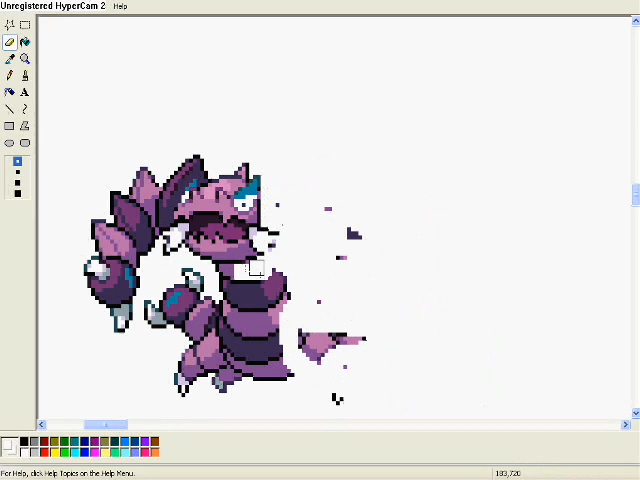 Unregistered HyperCam 2 Help
A
For Help, click Help Topics on the Help Menu.
183,720